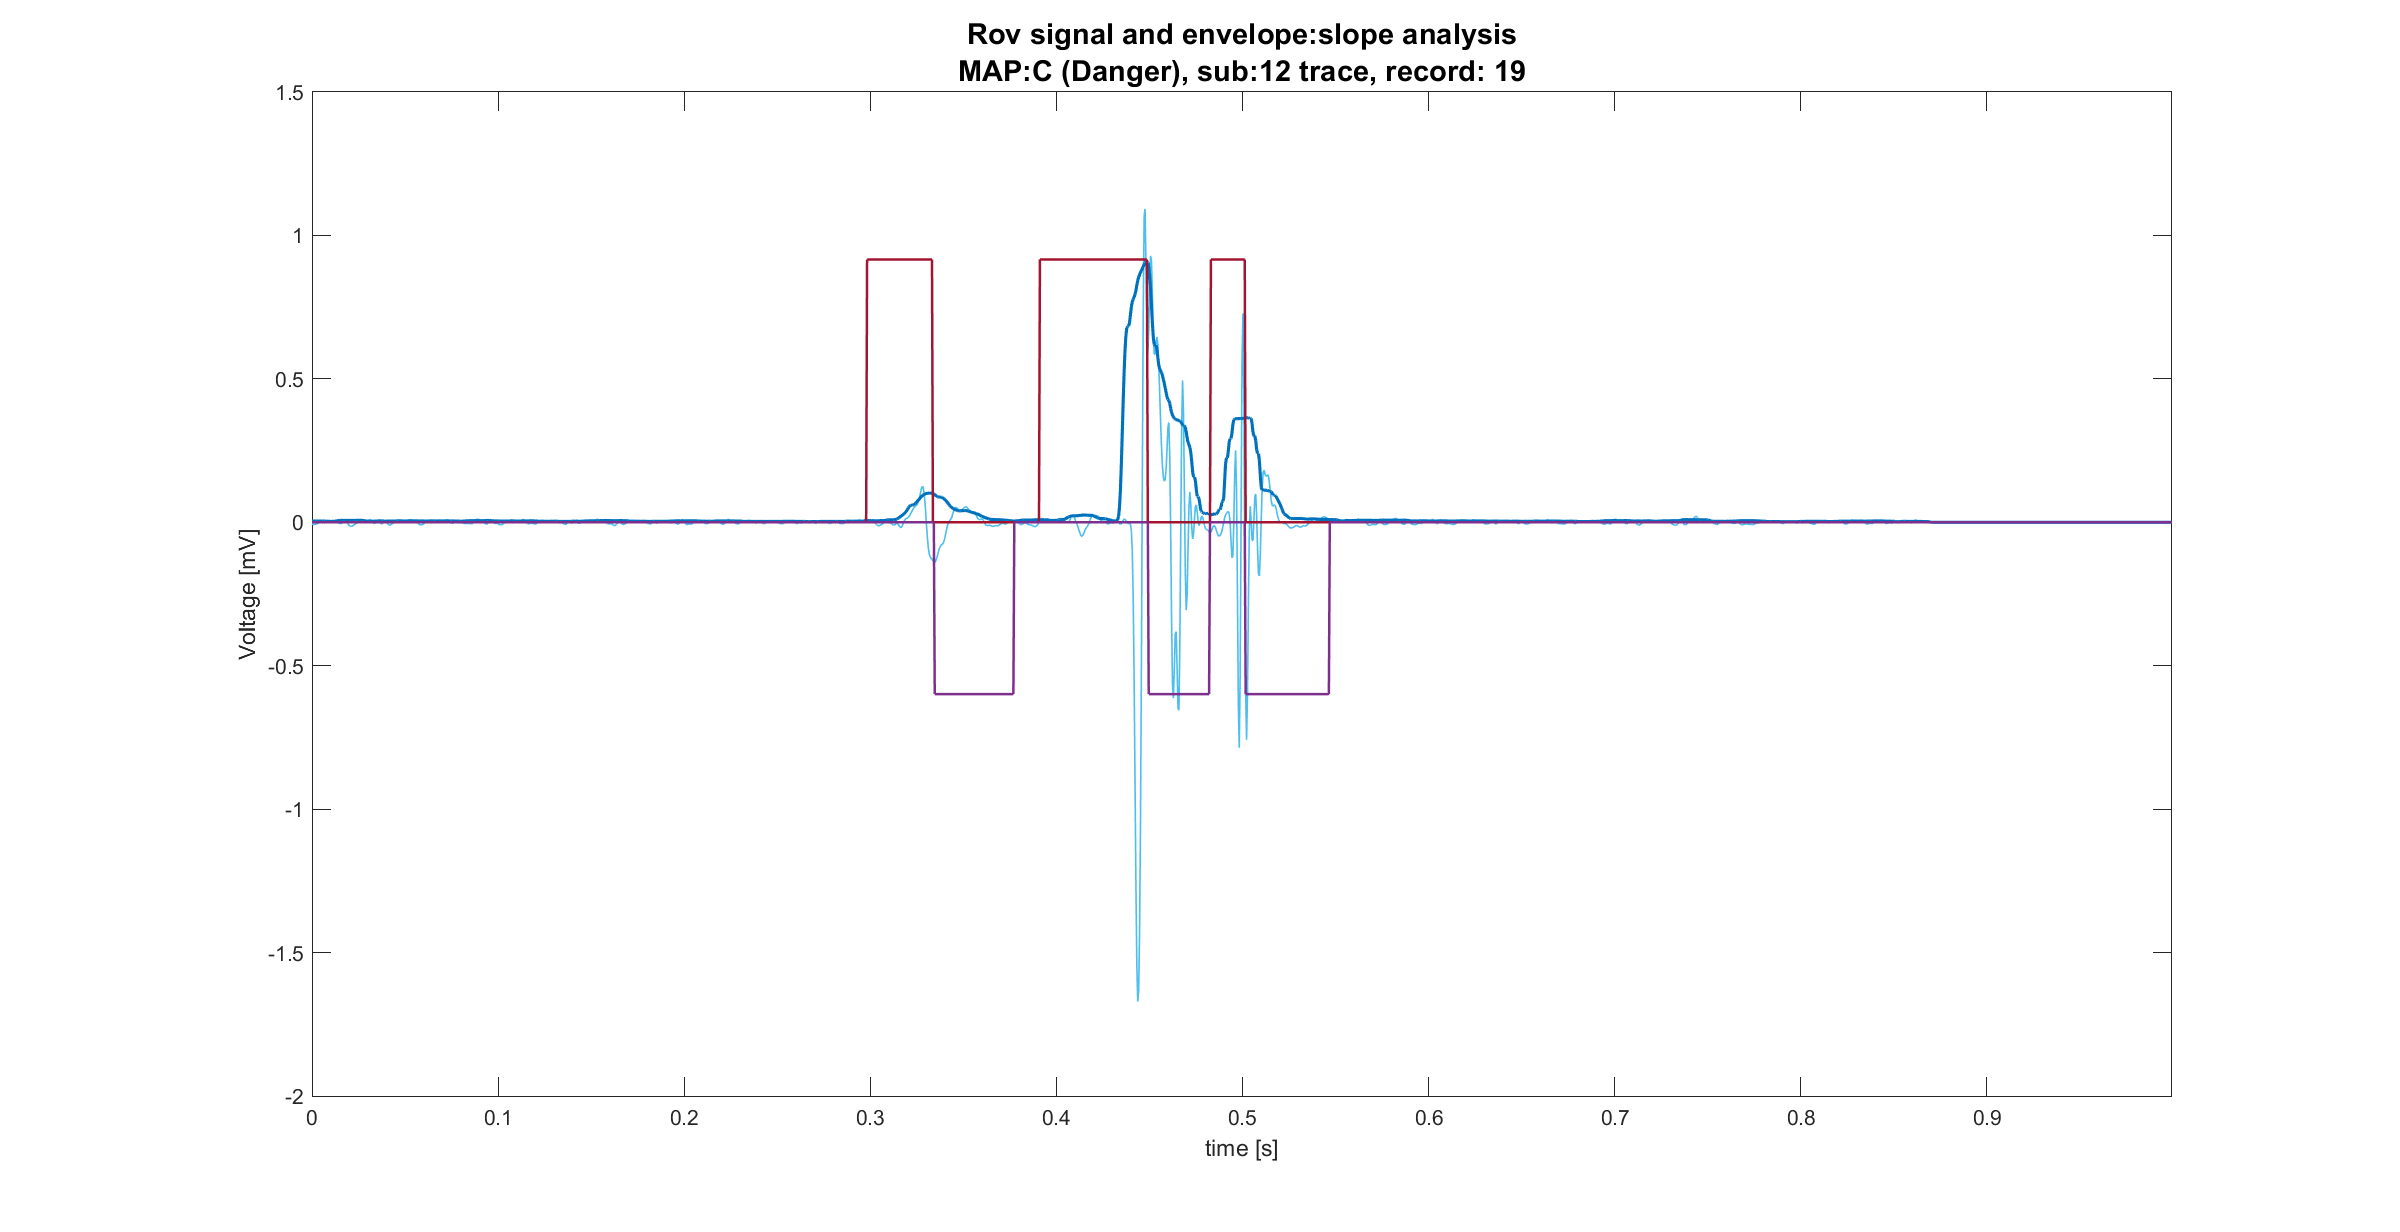 Rov signal and envelope:slope analysis
MAP:C (Danger), sub:12 trace, record: 19
1.5
1
0.5
0
-0.5
-1
-1.5
-2
Voltage [mV]
0 0.1 0.2 0.3 0.4 0.5 0.6 0.7 0.8 0.9
time [s]